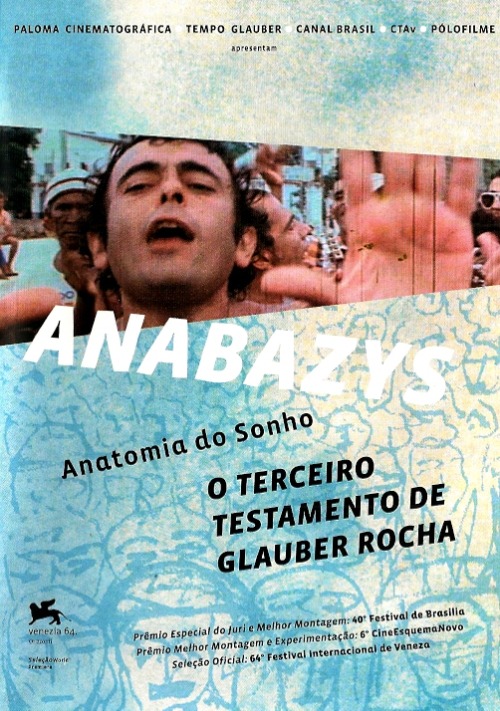 PALOMA CINEMATOGRÁFICA TEMPO GLAUBER CANAL BRASIL CTAv PÓLOFILME
apresentam
ANABAZYS
Anatomia do Sonho
O TERCEIRO
TESTAMENTO DE
GLAUBER ROCHA
venezia 64.
Prêmio Especial do Juri e Melhor Montagem: 40º Festival de Brasilia
Prêmio Melhor Montagem e Experimentação: 6º CineEsquemaNovo
Seleção Oficial: 64º Festival Internacional de Veneza